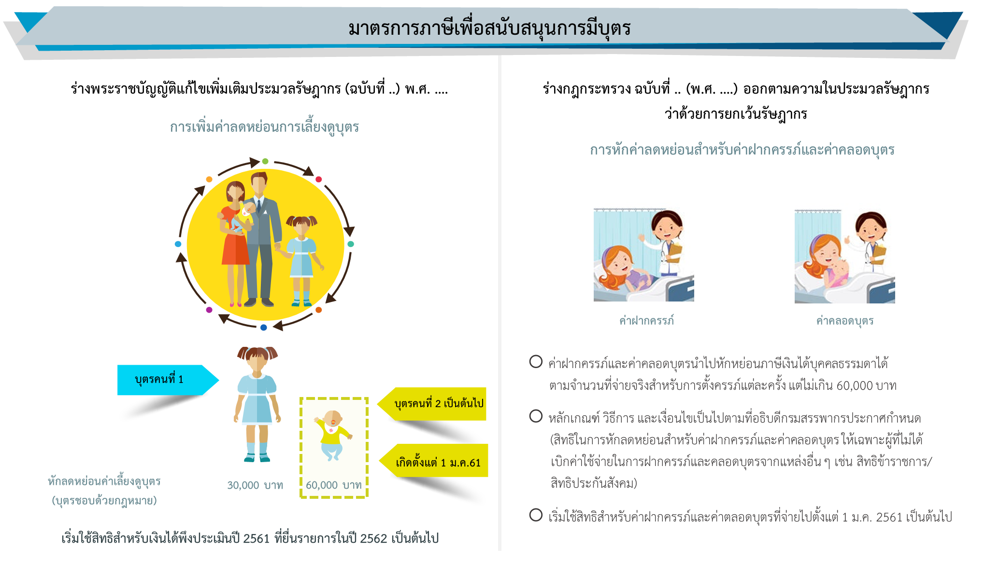 มาตรการภาษีเพื่อสนับสนุนการมีบุตร
ร่างพระราชบัญญัติแก้ไขเพิ่มเติมประมวลรัษฎากร (ฉบับที่ ..) พ.ศ. ....
การเพิ่มค่าลดหย่อนการเลี้ยงดูบุตร
บุตรคนที่ 1
บุตรคนที่ 2 เป็นต้นไป
เกิดตั้งแต่ 1 ม.ค.61
หักลดหย่อนค่าเลี้ยงดูบุตร
(บุตรชอบด้วยกฎหมาย)
30,000 บาท
60,000 บาท
เริ่มใช้สิทธิสำหรับเงินได้พึงประเมินปี 2561 ที่ยื่นรายการในปี 2562 เป็นต้นไป
ร่างกฎกระทรวง ฉบับที่ .. (พ.ศ. ....) ออกตามความในประมวลรัษฎากร
ว่าด้วยการยกเว้นรัษฎากร
การหักค่าลดหย่อนสำหรับค่าฝากครรภ์และค่าคลอดบุตร
ค่าฝากครรภ์
ค่าคลอดบุตร
ค่าฝากครรภ์และค่าคลอดบุตรนำไปหักหย่อนภาษีเงินได้บุคคลธรรมดาได้
ตามจำนวนที่จ่ายจริงสำหรับการตั้งครรภ์แต่ละครั้ง แต่ไม่เกิน 60,000 บาท
หลักเกณฑ์ วิธีการ และเงื่อนไขเป็นไปตามที่อธิบดีกรมสรรพากรประกาศกำหนด
(สิทธิในการหักลดหย่อนสำหรับค่าฝากครรภ์และค่าคลอดบุตร ให้เฉพาะผู้ที่ไม่ได้
เบิกค่าใช้จ่ายในการฝากครรภ์และคลอดบุตรจากแหล่งอื่น ๆ เช่น สิทธิข้าราชการ/
สิทธิประกันสังคม)
เริ่มใช้สิทธิสำหรับค่าฝากครรภ์และค่าตลอดบุตรที่จ่ายไปตั้งแต่ 1 ม.ค. 2561 เป็นต้นไป